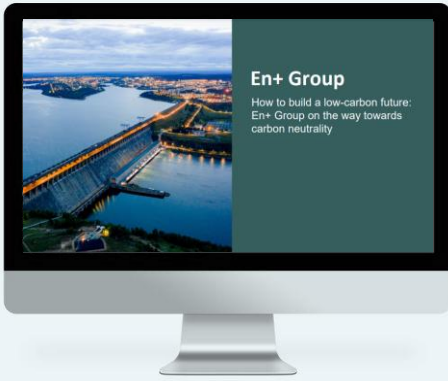 En+ Group
How to build a low-carbon future:
En+ Group on the way towards
carbon neutrality